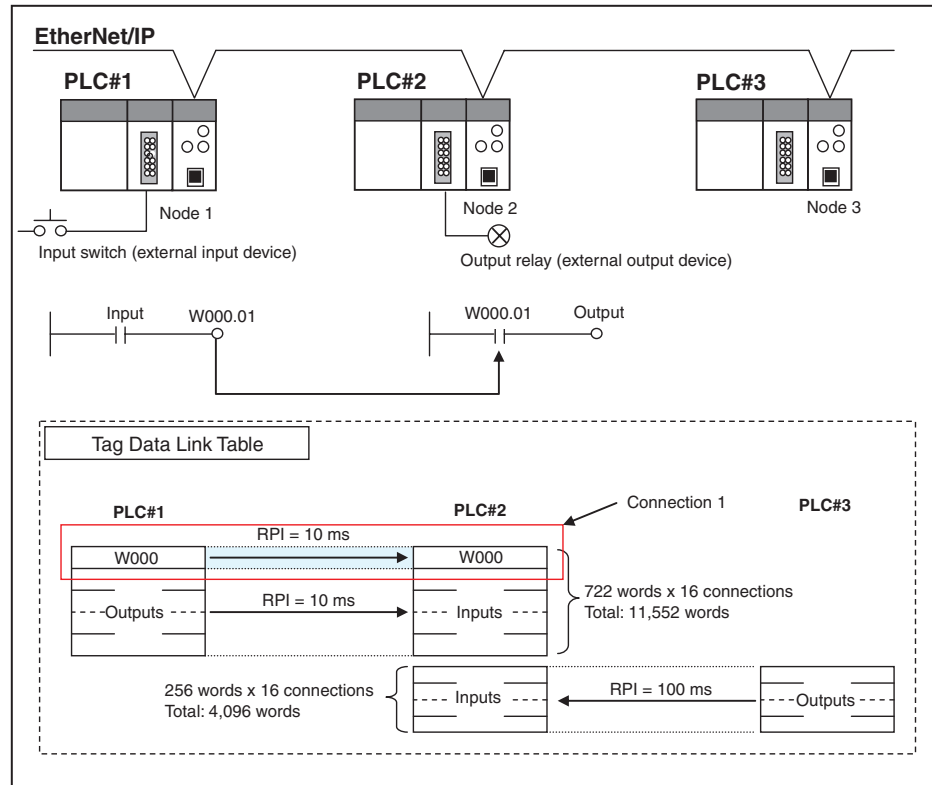 EtherNet/IP
PLC#1
PLC#2
PLC#3
Node 1
Node 2
Node 3
Input switch (external input device)
Output relay (external output device)
Input
W000.01
W000.01
Output
Tag Data Link Table
Connection 1
PLC#1
PLC#2
PLC#3
RPI = 10 ms
W000
W000
Outputs
RPI = 10 ms
Inputs
722 words x 16 connections
Total: 11,552 words
256 words x 16 connections
Total: 4,096 words
Inputs
RPI = 100 ms
Outputs